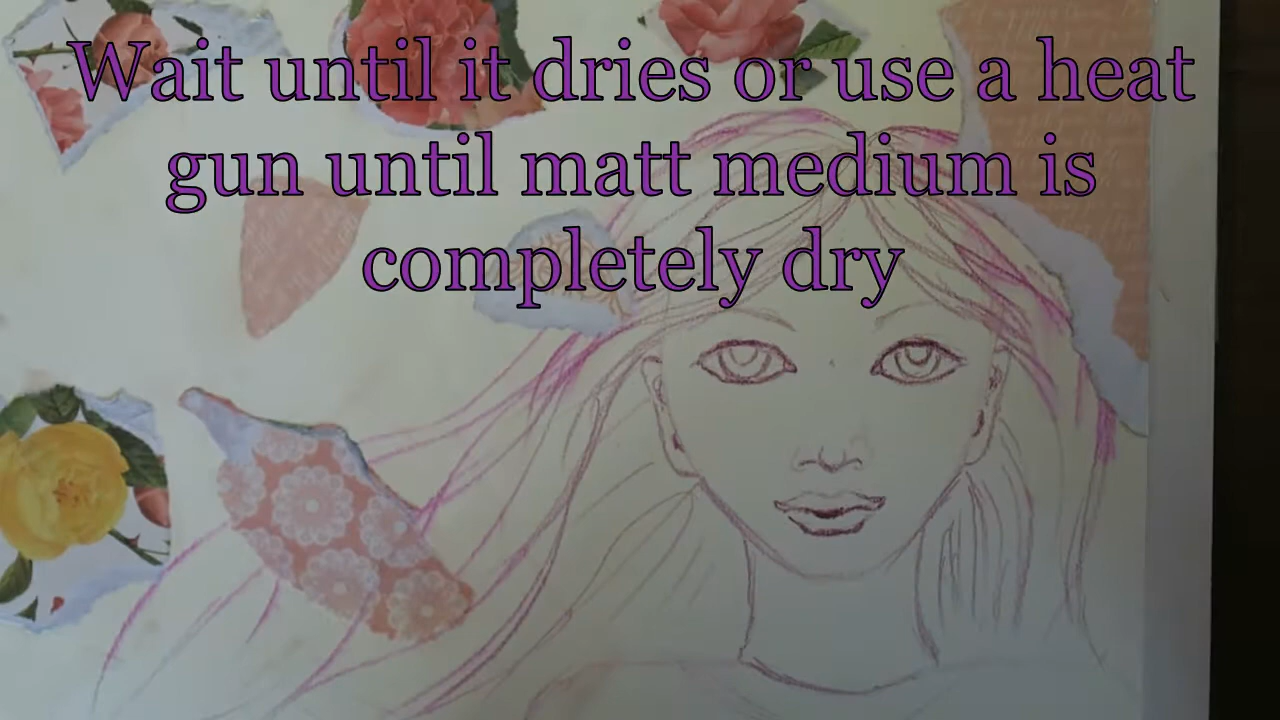 Wait until it dries or use a heat
gun until matt medium is
completely dry